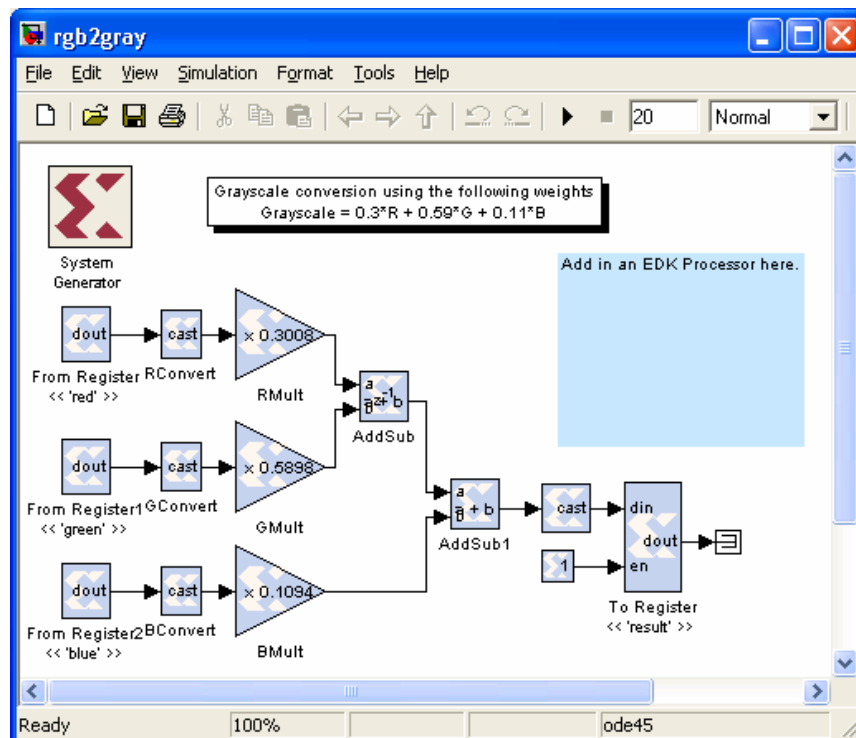 rgb2gray
File Edit View Simulation Format Tools Help
20 Normal
Grayscale conversion using the following weights
Grayscale = 0.3*R + 0.59*G + 0.11*B
System
Generator
Add in an EDK Processor here.
dout cast x 0.3008
From Register RConvert
<< 'red' >>
RMult
a
b
AddSub
dout cast x 0.5898
From Register1 GConvert
<< 'green' >>
GMult
a
b
a + b
AddSub1
cast
din
dout
en
1
To Register
<< 'result' >>
dout cast x 0.1094
From Register2 BConvert
<< 'blue' >>
BMult
Ready 100% ode45